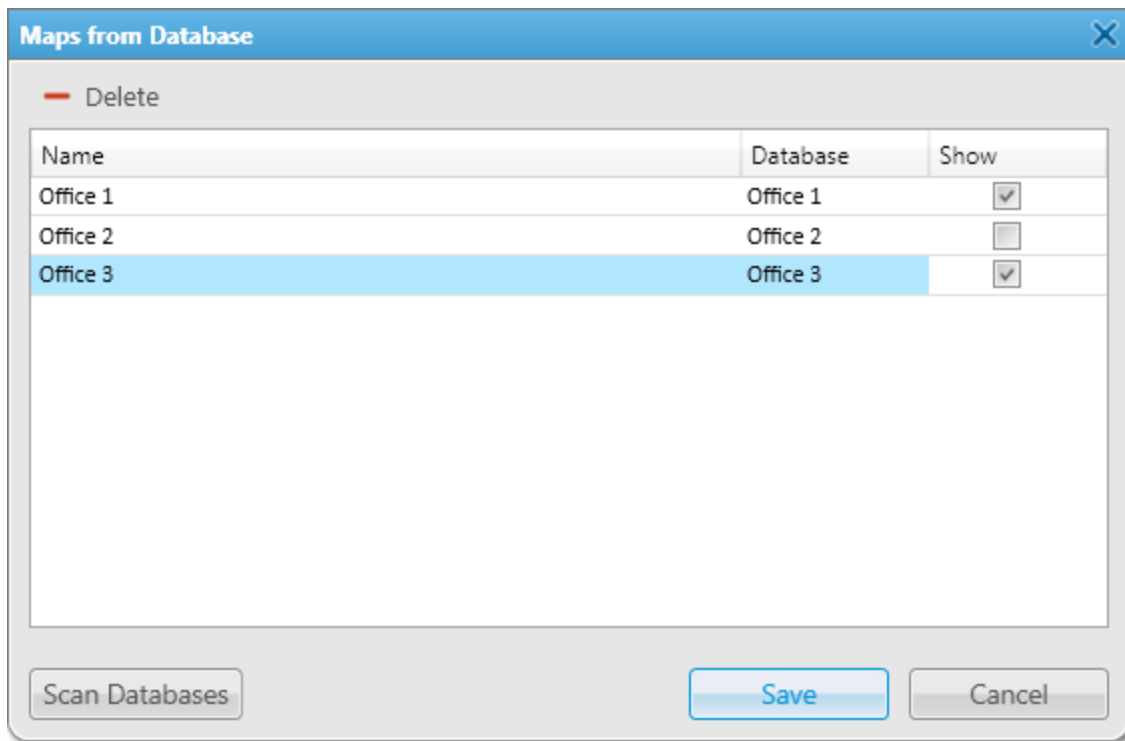 Maps from Database
Delete
Name Database Show
Office 1 Office 1
Office 2 Office 2
Office 3 Office 3
Scan Databases Save Cancel